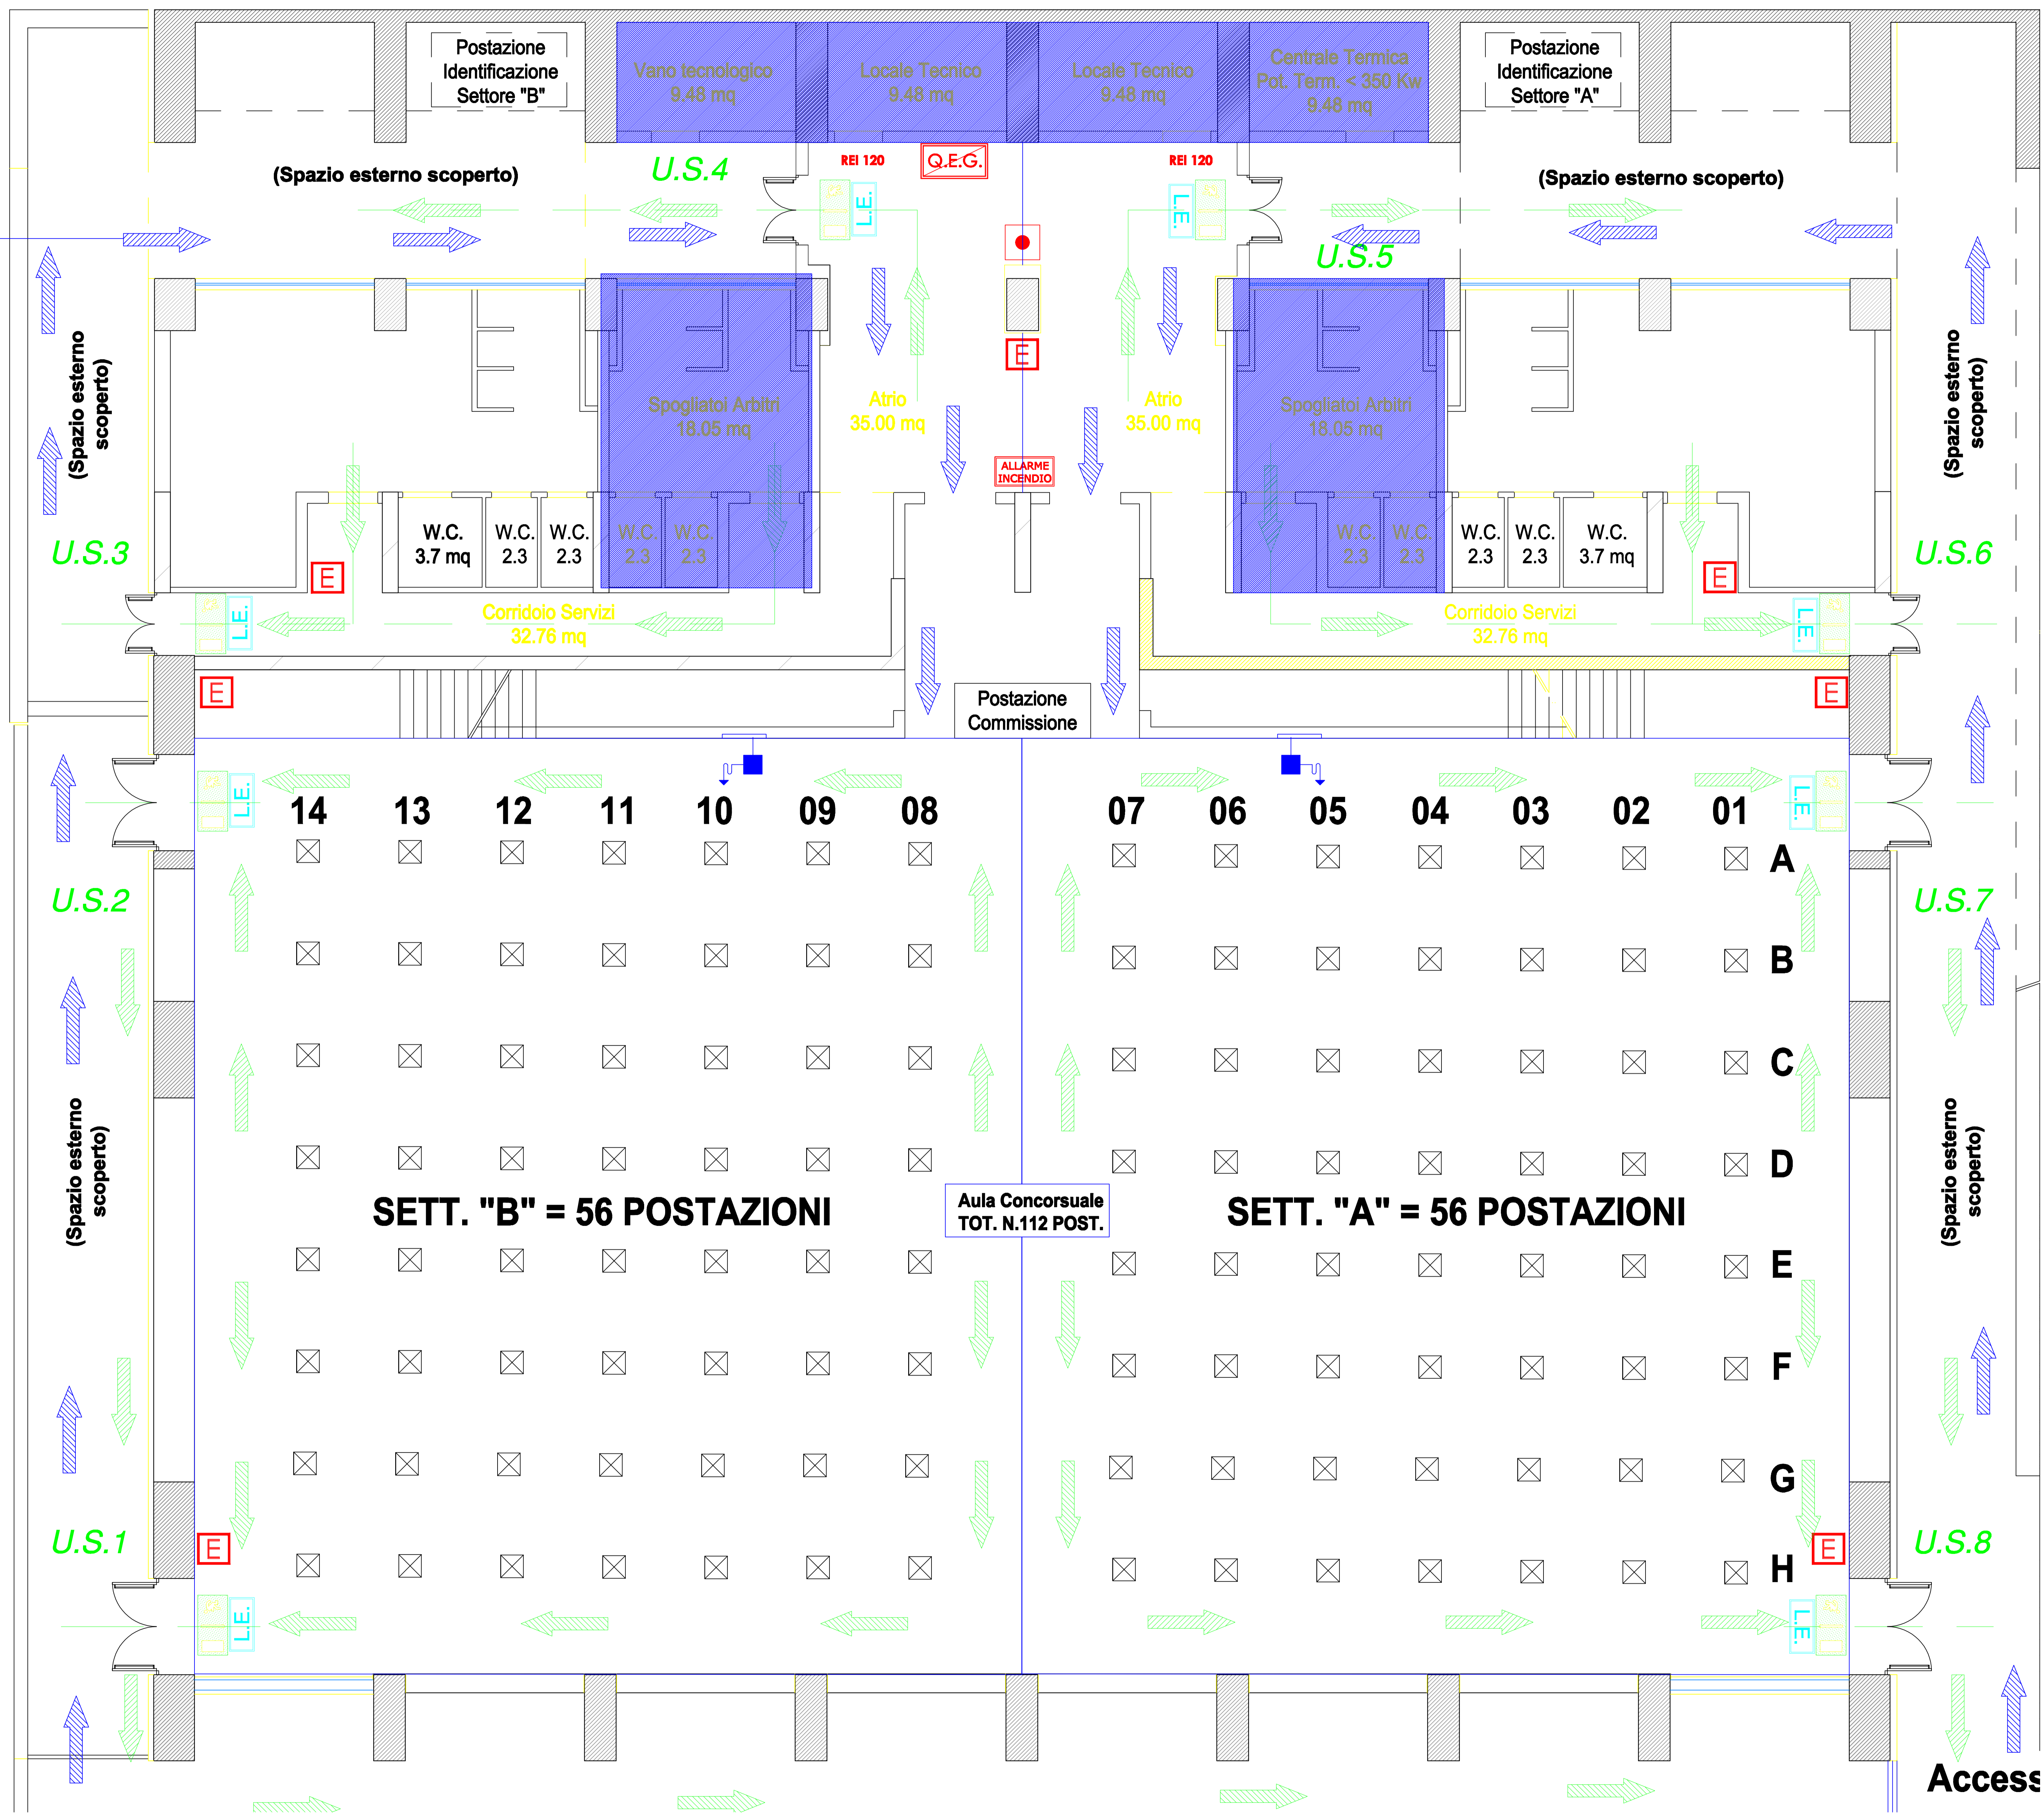 Postazione
Identificazione
Settore "B"
Vano tecnologico
9.48 mq
Locale Tecnico
9.48 mq
Locale Tecnico
9.48 mq
Centrale Termica
Pot. Term. < 350 Kw
9.48 mq
Postazione
Identificazione
Settore "A"
(Spazio esterno scoperto)
U.S.4
REI 120
Q.E.G.
REI 120
(Spazio esterno scoperto)
L.E.
L.E.
U.S.5
(Spazio esterno
scoperto)
E
Spogliatoi Arbitri
18.05 mq
Atrio
35.00 mq
Atrio
35.00 mq
Spogliatoi Arbitri
18.05 mq
(Spazio esterno
scoperto)
ALLARME
INCENDIO
U.S.3
E
W.C.
3.7 mq
W.C.
2.3
W.C.
2.3
W.C.
2.3
W.C.
2.3
W.C.
2.3
W.C.
2.3
W.C.
2.3
W.C.
2.3
W.C.
3.7 mq
E
U.S.6
L.E.
Corridoio Servizi
32.76 mq
Corridoio Servizi
32.76 mq
L.E.
E
Postazione
Commissione
E
L.E.
L.E.
14 13 12 11 10 09 08 07 06 05 04 03 02 01
A
U.S.2
U.S.7
B
C
(Spazio esterno
scoperto)
(Spazio esterno
scoperto)
D
SETT. "B" = 56 POSTAZIONI
Aula Concorsuale
TOT. N.112 POST.
SETT. "A" = 56 POSTAZIONI
E
F
G
U.S.1
E
E
U.S.8
H
L.E.
L.E.
Access